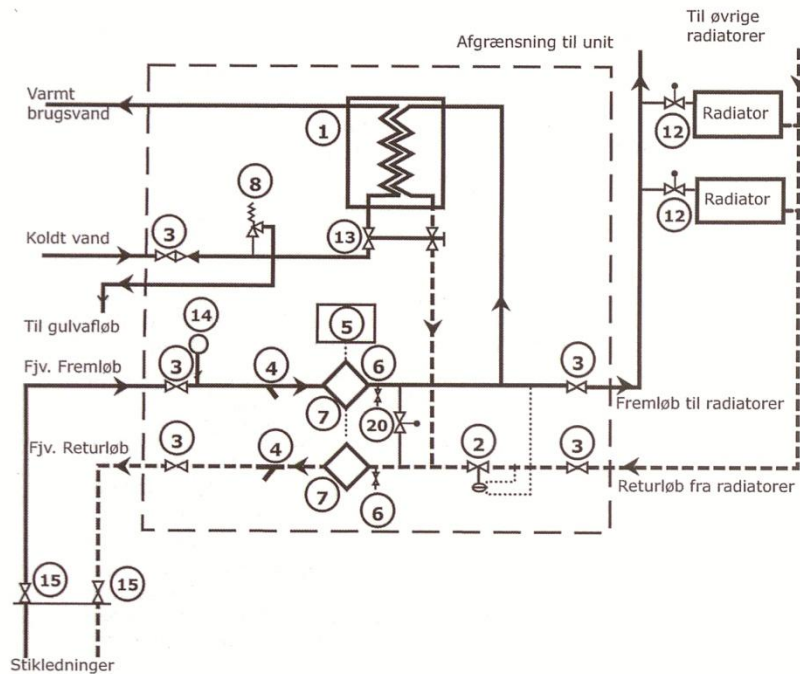 Til øvrige
radiatorer
Afgrænsning til unit
Varmt
brugsvand
1
Radiator
12
8
Radiator
12
3
13
Koldt vand
14
Til gulvafløb
5
Fjv. Fremløb
3
4
6
3
7
20
Fremløb til radiatorer
Fjv. Returløb
3
4
2
3
7
6
Returløb fra radiatorer
15
15
Stikledninger